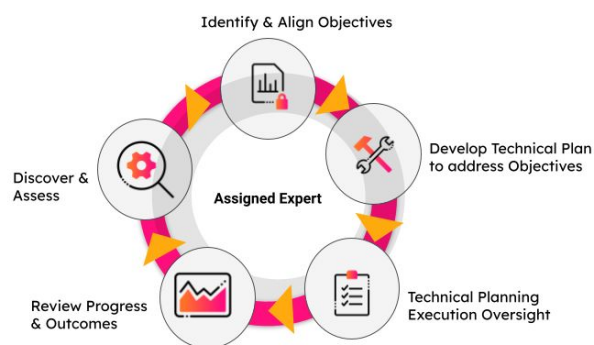 Identify & Align Objectives
Develop Technical Plan
to address Objectives
Discover &
Assess
Assigned Expert
Review Progress
& Outcomes
Technical Planning
Execution Oversight